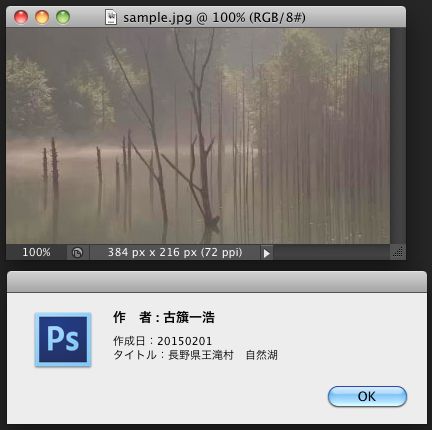 sample.jpg @ 100% (RGB/8#)
100%
384 px x 216 px (72 ppi)
Ps
作　者 : 古籏一浩
作成日：20150201
タイトル：長野県王滝村　自然湖
OK